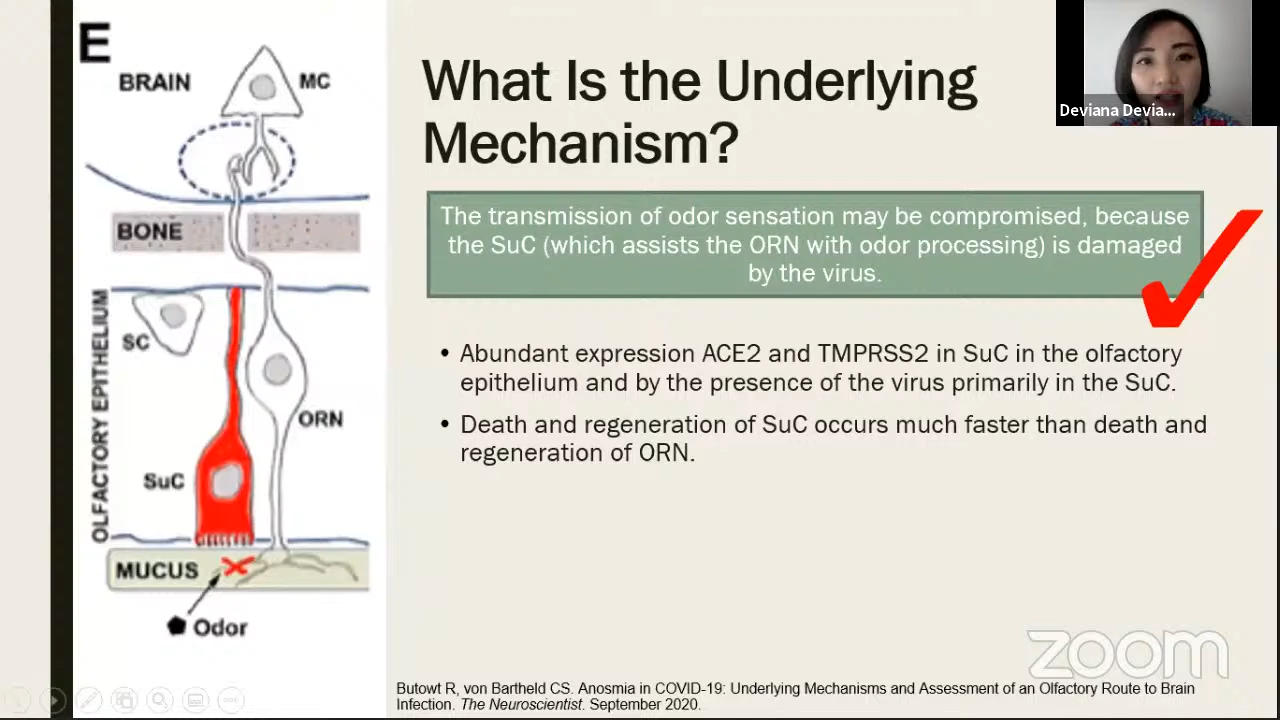 E
BRAIN
MC
BONE
OLFACTORY EPITHELIUM
SC
ORN
SuC
MUCUS
Odor
What Is the Underlying
Mechanism?
The transmission of odor sensation may be compromised, because
the SuC (which assists the ORN with odor processing) is damaged
by the virus.
• Abundant expression ACE2 and TMPRSS2 in SuC in the olfactory
epithelium and by the presence of the virus primarily in the SuC.
• Death and regeneration of SuC occurs much faster than death and
regeneration of ORN.
Butowt R, von Bartheld CS. Anosmia in COVID-19: Underlying Mechanisms and Assessment of an Olfactory Route to Brain
Infection. The Neuroscientist. September 2020.
Deviana Devia...
zoom